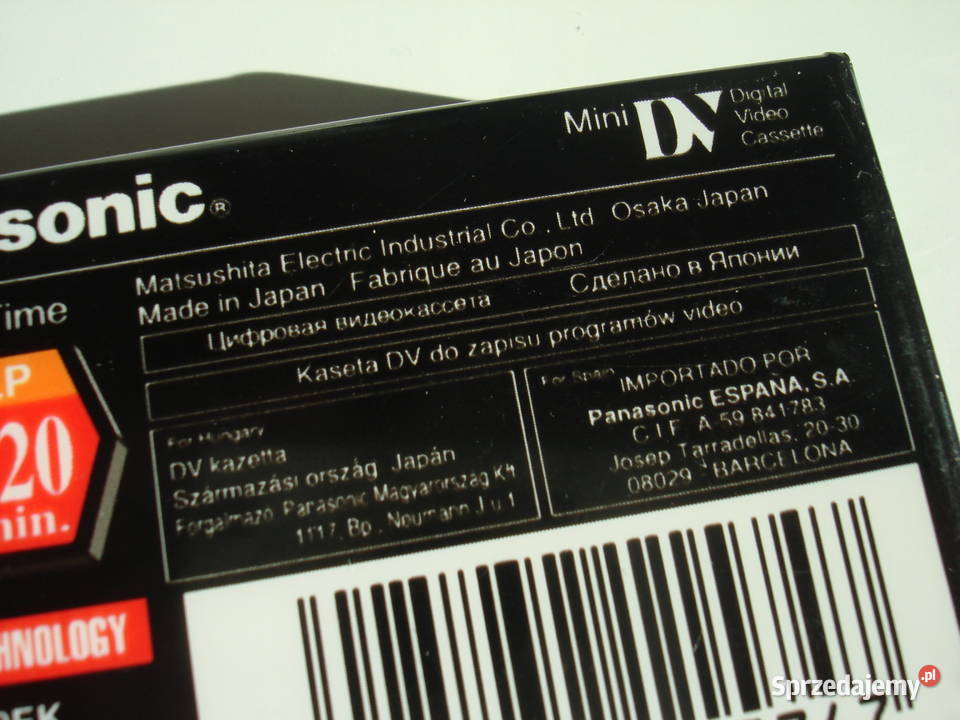 Mini DV Digital
Video
Cassette
sonic®
Matsushita Electric Industrial Co., Ltd. Osaka Japan
Made in Japan Fabrique au Japon
Time
Цифровая видеокассета Сделано в Японии
Kaseta DV do zapisu programów video
LP
20
min.
For Hungary
DV kazetta
Származási ország Japán
Forgalmazó Panasonic Magyarország Kft
1117, Bp., Neumann J u 1
For Spain
IMPORTADO POR
Panasonic ESPAÑA, S.A.
C.I.F. A-59 841783
Josep Tarradellas, 20-30
08029 - BARCELONA
HNOLOGY
Sprzedajemy.pl